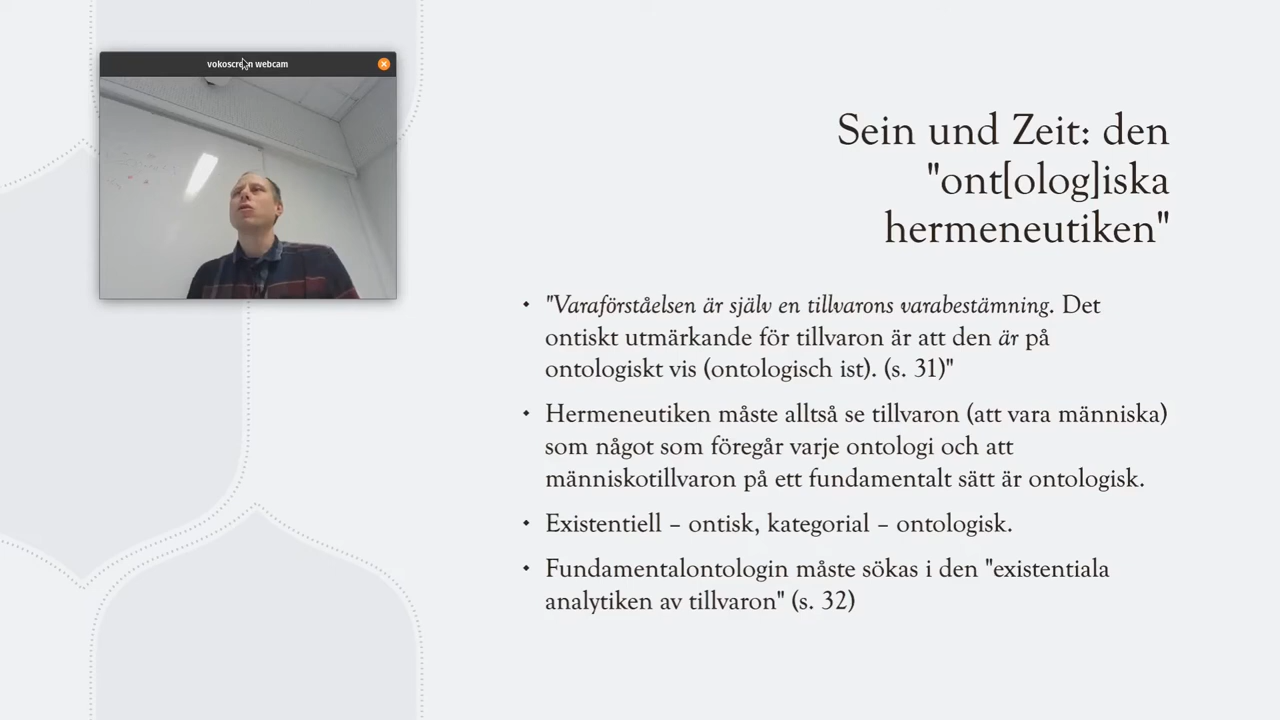 vokoscreen webcam
Sein und Zeit: den
"ont[olog]iska
hermeneutiken"
"Varaförståelsen är själv en tillvarons varabestämning. Det
ontiskt utmärkande för tillvaron är att den är på
ontologiskt vis (ontologisch ist). (s. 31)"
Hermeneutiken måste alltså se tillvaron (att vara människa)
som något som föregår varje ontologi och att
människotillvaron på ett fundamentalt sätt är ontologisk.
Existentiell – ontisk, kategorial – ontologisk.
Fundamentalontologin måste sökas i den "existentiala
analytiken av tillvaron" (s. 32)